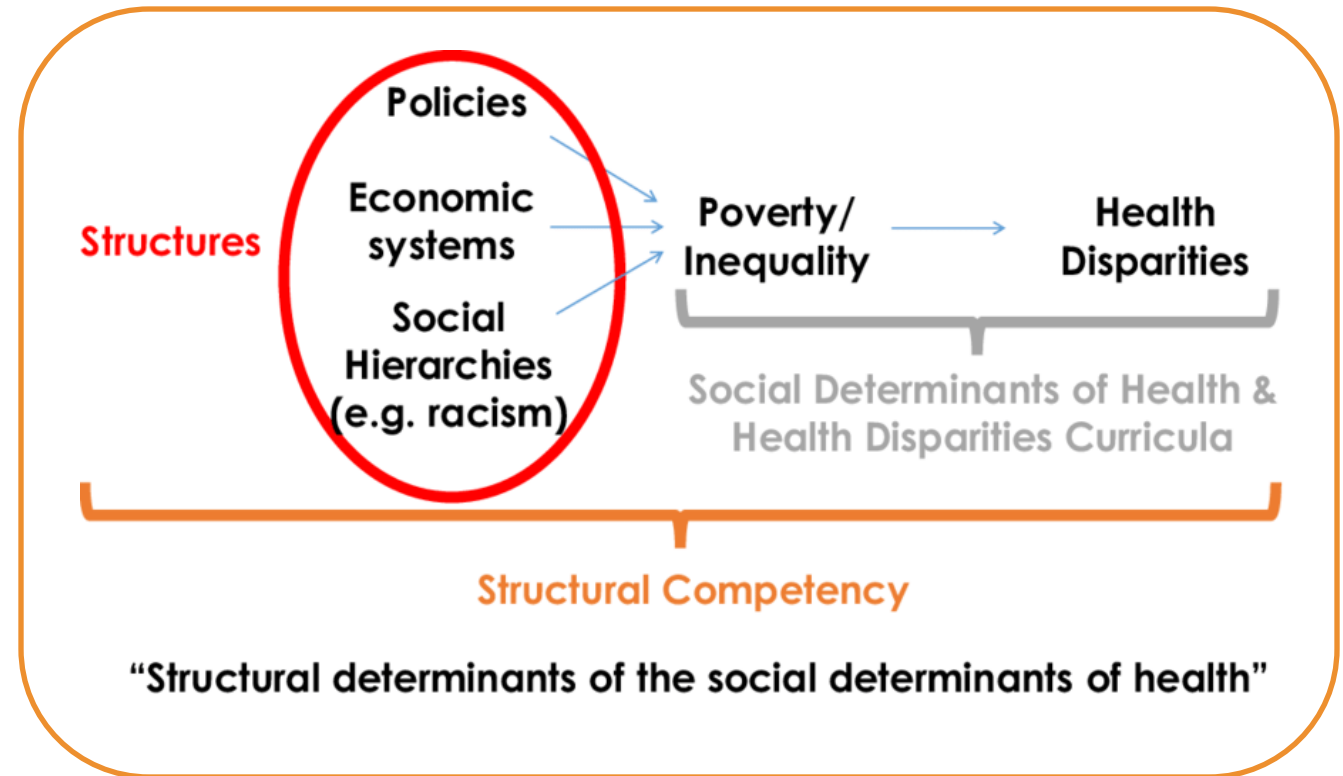 Policies
Economic
systems
Structures
Social
Hierarchies
(e.g. racism)
Poverty/
Inequality
Health
Disparities
Social Determinants of Health &
Health Disparities Curricula
Structural Competency
“Structural determinants of the social determinants of health”